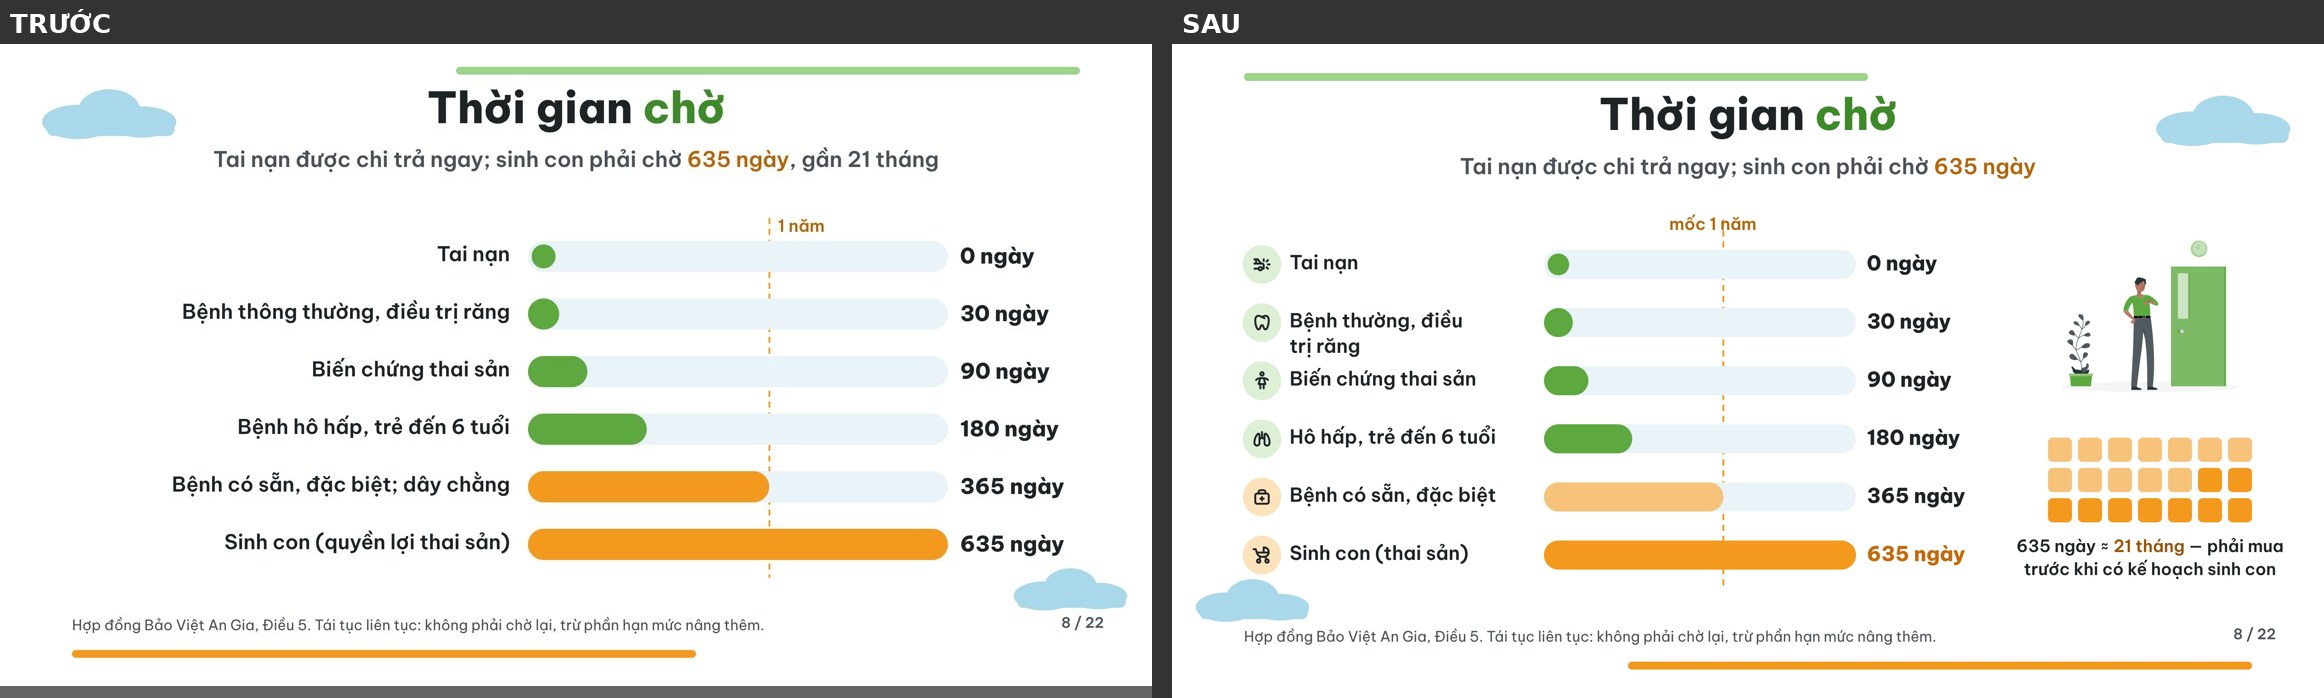 TRƯỚC
Thời gian chờ
Tai nạn được chi trả ngay; sinh con phải chờ 635 ngày, gần 21 tháng
1 năm
Tai nạn 0 ngày
Bệnh thông thường, điều trị răng 30 ngày
Biến chứng thai sản 90 ngày
Bệnh hô hấp, trẻ đến 6 tuổi 180 ngày
Bệnh có sẵn, đặc biệt; dây chằng 365 ngày
Sinh con (quyền lợi thai sản) 635 ngày
Hợp đồng Bảo Việt An Gia, Điều 5. Tái tục liên tục: không phải chờ lại, trừ phần hạn mức nâng thêm.
8 / 22
SAU
Thời gian chờ
Tai nạn được chi trả ngay; sinh con phải chờ 635 ngày
mốc 1 năm
Tai nạn 0 ngày
Bệnh thường, điều
trị răng
30 ngày
Biến chứng thai sản 90 ngày
Hô hấp, trẻ đến 6 tuổi 180 ngày
Bệnh có sẵn, đặc biệt 365 ngày
Sinh con (thai sản) 635 ngày
635 ngày ≈ 21 tháng — phải mua
trước khi có kế hoạch sinh con
Hợp đồng Bảo Việt An Gia, Điều 5. Tái tục liên tục: không phải chờ lại, trừ phần hạn mức nâng thêm.
8 / 22